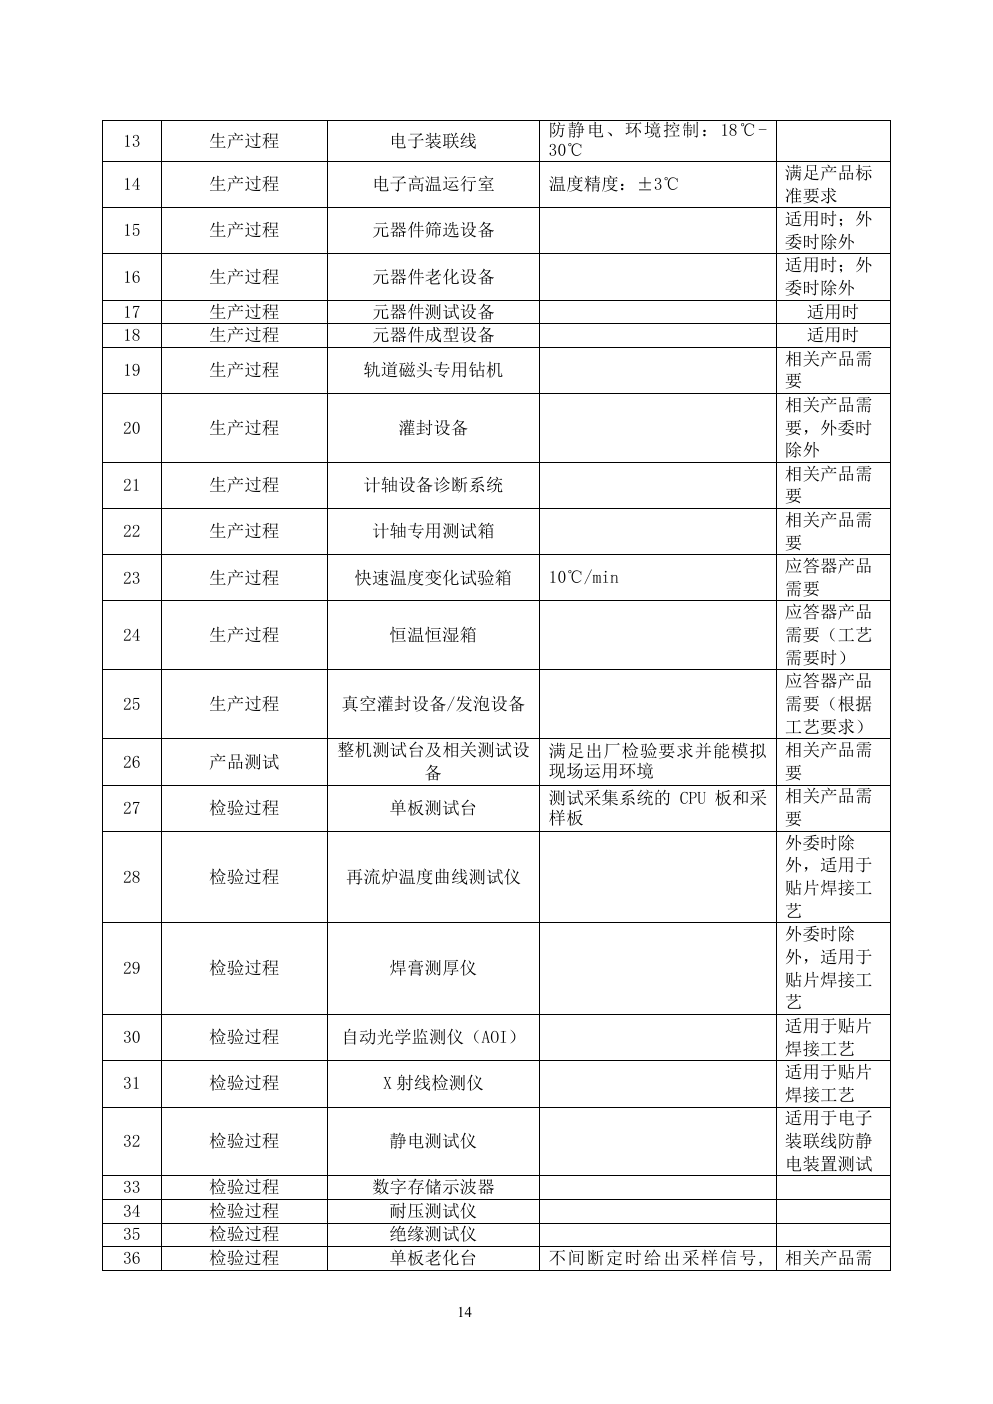 13 生产过程 电子装联线 防静电、环境控制：18℃-
30℃
14 生产过程 电子高温运行室 温度精度：±3℃ 满足产品标
准要求
15 生产过程 元器件筛选设备 适用时；外
委时除外
16 生产过程 元器件老化设备 适用时；外
委时除外
17 生产过程 元器件测试设备 适用时
18 生产过程 元器件成型设备 适用时
19 生产过程 轨道磁头专用钻机 相关产品需
要
20 生产过程 灌封设备 相关产品需
要，外委时
除外
21 生产过程 计轴设备诊断系统 相关产品需
要
22 生产过程 计轴专用测试箱 相关产品需
要
23 生产过程 快速温度变化试验箱 10℃/min 应答器产品
需要
24 生产过程 恒温恒湿箱 应答器产品
需要（工艺
需要时）
25 生产过程 真空灌封设备/发泡设备 应答器产品
需要（根据
工艺要求）
26 产品测试 整机测试台及相关测试设 满足出厂检验要求并能模拟 相关产品需
备 现场运用环境 要
27 检验过程 单板测试台 测试采集系统的 CPU 板和采 相关产品需
样板 要
28 检验过程 再流炉温度曲线测试仪 外委时除
外，适用于
贴片焊接工
艺
29 检验过程 焊膏测厚仪 外委时除
外，适用于
贴片焊接工
艺
30 检验过程 自动光学监测仪（AOI） 适用于贴片
焊接工艺
31 检验过程 X 射线检测仪 适用于贴片
焊接工艺
32 检验过程 静电测试仪 适用于电子
装联线防静
电装置测试
33 检验过程 数字存储示波器
34 检验过程 耐压测试仪
35 检验过程 绝缘测试仪
36 检验过程 单板老化台 不间断定时给出采样信号, 相关产品需
14